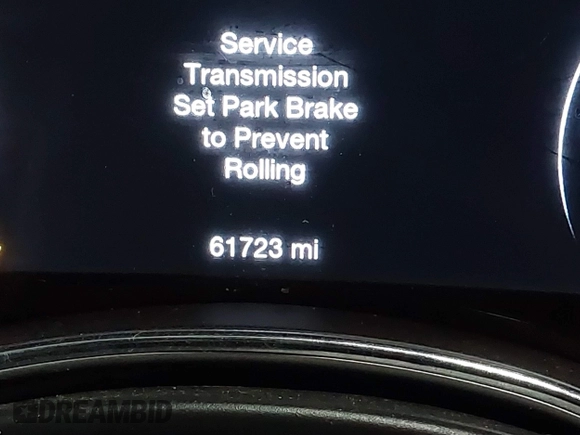 Service
Transmission
Set Park Brake
to Prevent
Rolling
61723 mi
DREAMBID